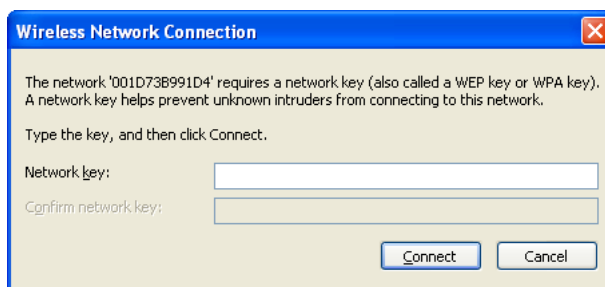 Wireless Network Connection
The network '001D73B991D4' requires a network key (also called a WEP key or WPA key).
A network key helps prevent unknown intruders from connecting to this network.
Type the key, and then click Connect.
Network key:
Confirm network key:
Connect Cancel